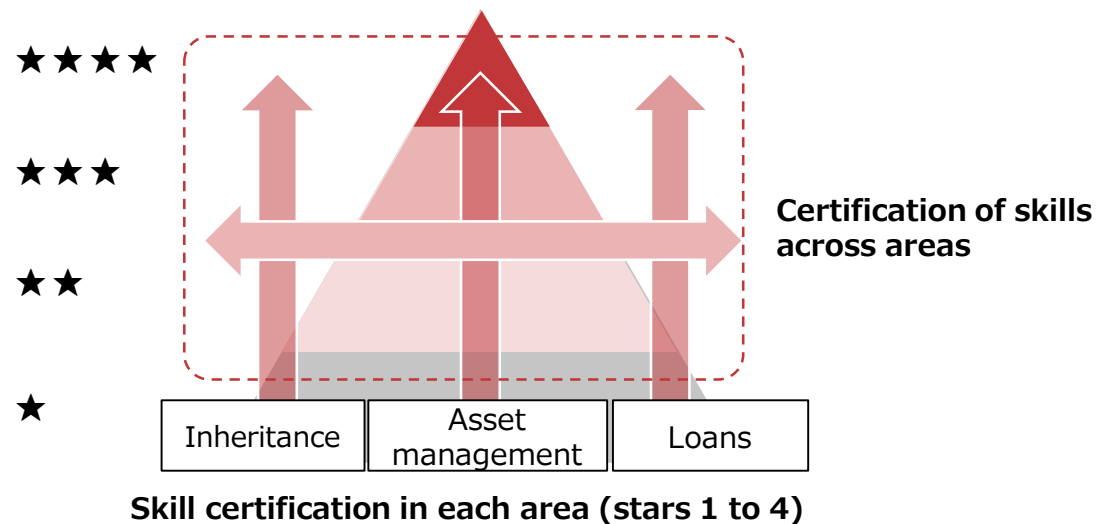 ★★★★
★★★
Certification of skills
across areas
★★
★
Inheritance
Asset
management
Loans
Skill certification in each area (stars 1 to 4)